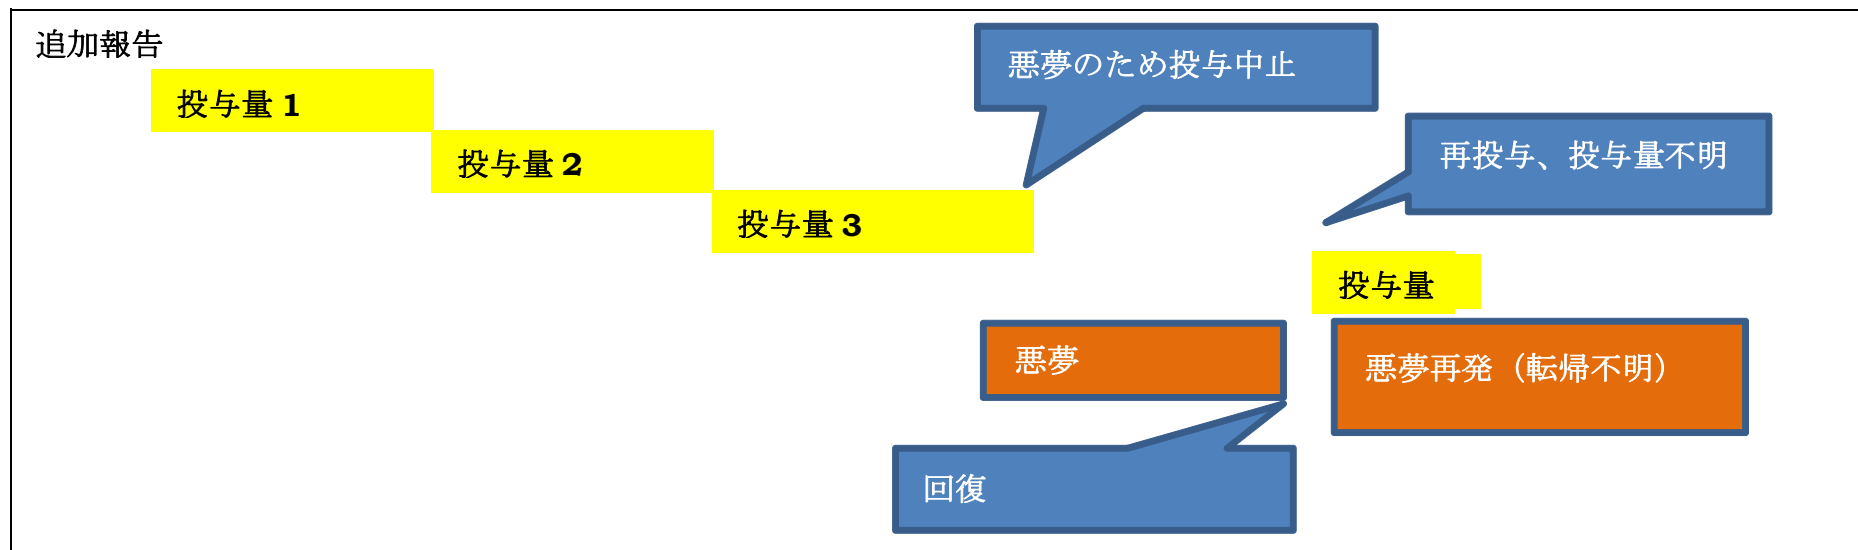 追加報告
悪夢のため投与中止
投与量 1
再投与、投与量不明
投与量 2
投与量 3
投与量
悪夢
悪夢再発（転帰不明）
回復